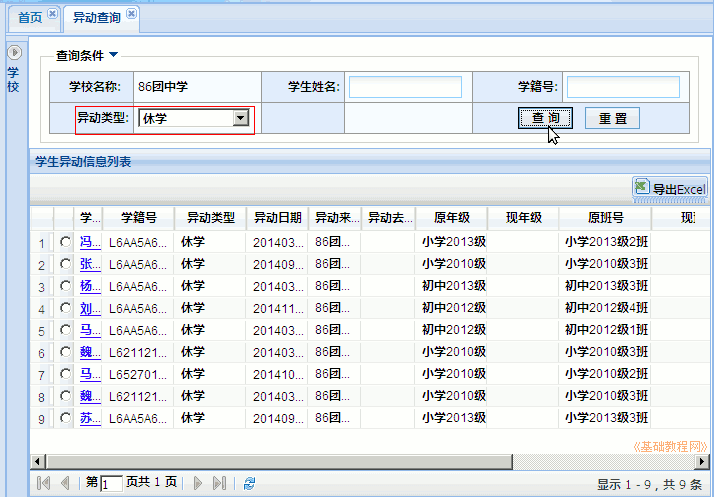 首页 异动查询
学校
查询条件
学校名称: 86团中学 学生姓名: 学籍号:
异动类型: 休学 查 询 重 置
学生异动信息列表
导出Excel
学... 学籍号 异动类型 异动日期 异动来... 异动去... 原年级 现年级 原班号 现
1 冯... L6AA5A6... 休学 201403... 86团... 小学2013级 小学2013级2班
2 张... L6AA5A6... 休学 201409... 86团... 小学2010级 小学2010级3班
3 杨... L6AA5A6... 休学 201403... 86团... 初中2013级 初中2013级3班
4 刘... L6AA5A6... 休学 201411... 86团... 初中2012级 初中2012级4班
5 马... L6AA5A6... 休学 201403... 86团... 初中2012级 初中2012级1班
6 魏... L621121... 休学 201403... 86团... 小学2010级 小学2010级3班
7 马... L652701... 休学 201410... 86团... 小学2010级 小学2010级2班
8 魏... L621121... 休学 201403... 86团... 小学2010级 小学2010级3班
9 苏... L6AA5A6... 休学 201409... 86团... 小学2013级 小学2013级3班
《基础教程网》
第 1 页共 1 页 显示 1 - 9，共 9 条